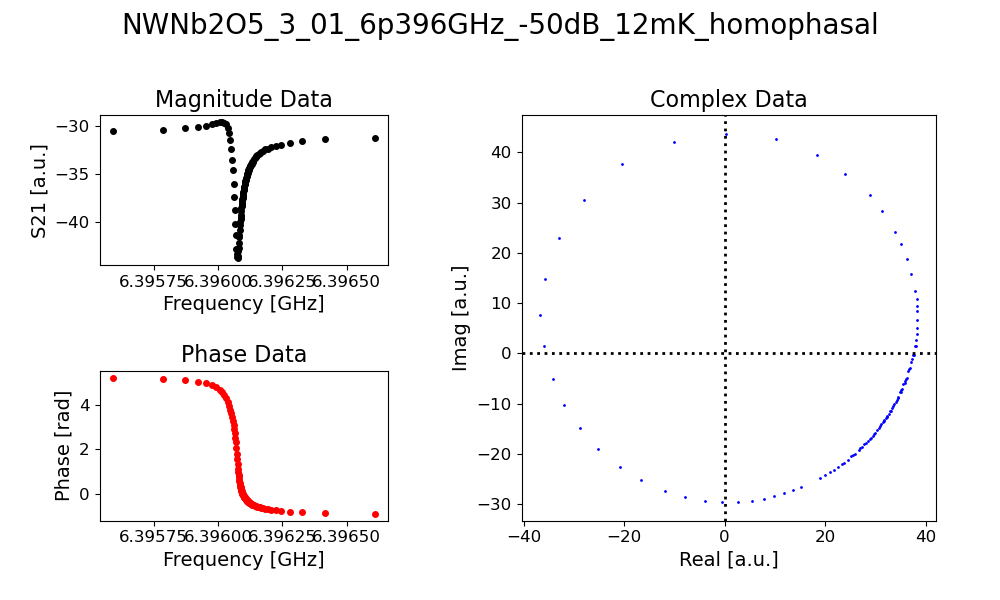 NWNb2O5_3_01_6p396GHz_-50dB_12mK_homophasal
Magnitude Data
−30
−35
−40
S21 [a.u.]
6.39575 6.39600 6.39625 6.39650
Frequency [GHz]
Phase Data
4
2
0
Phase [rad]
6.39575 6.39600 6.39625 6.39650
Frequency [GHz]
Complex Data
40
30
20
10
0
−10
−20
−30
Imag [a.u.]
−40 −20 0 20 40
Real [a.u.]